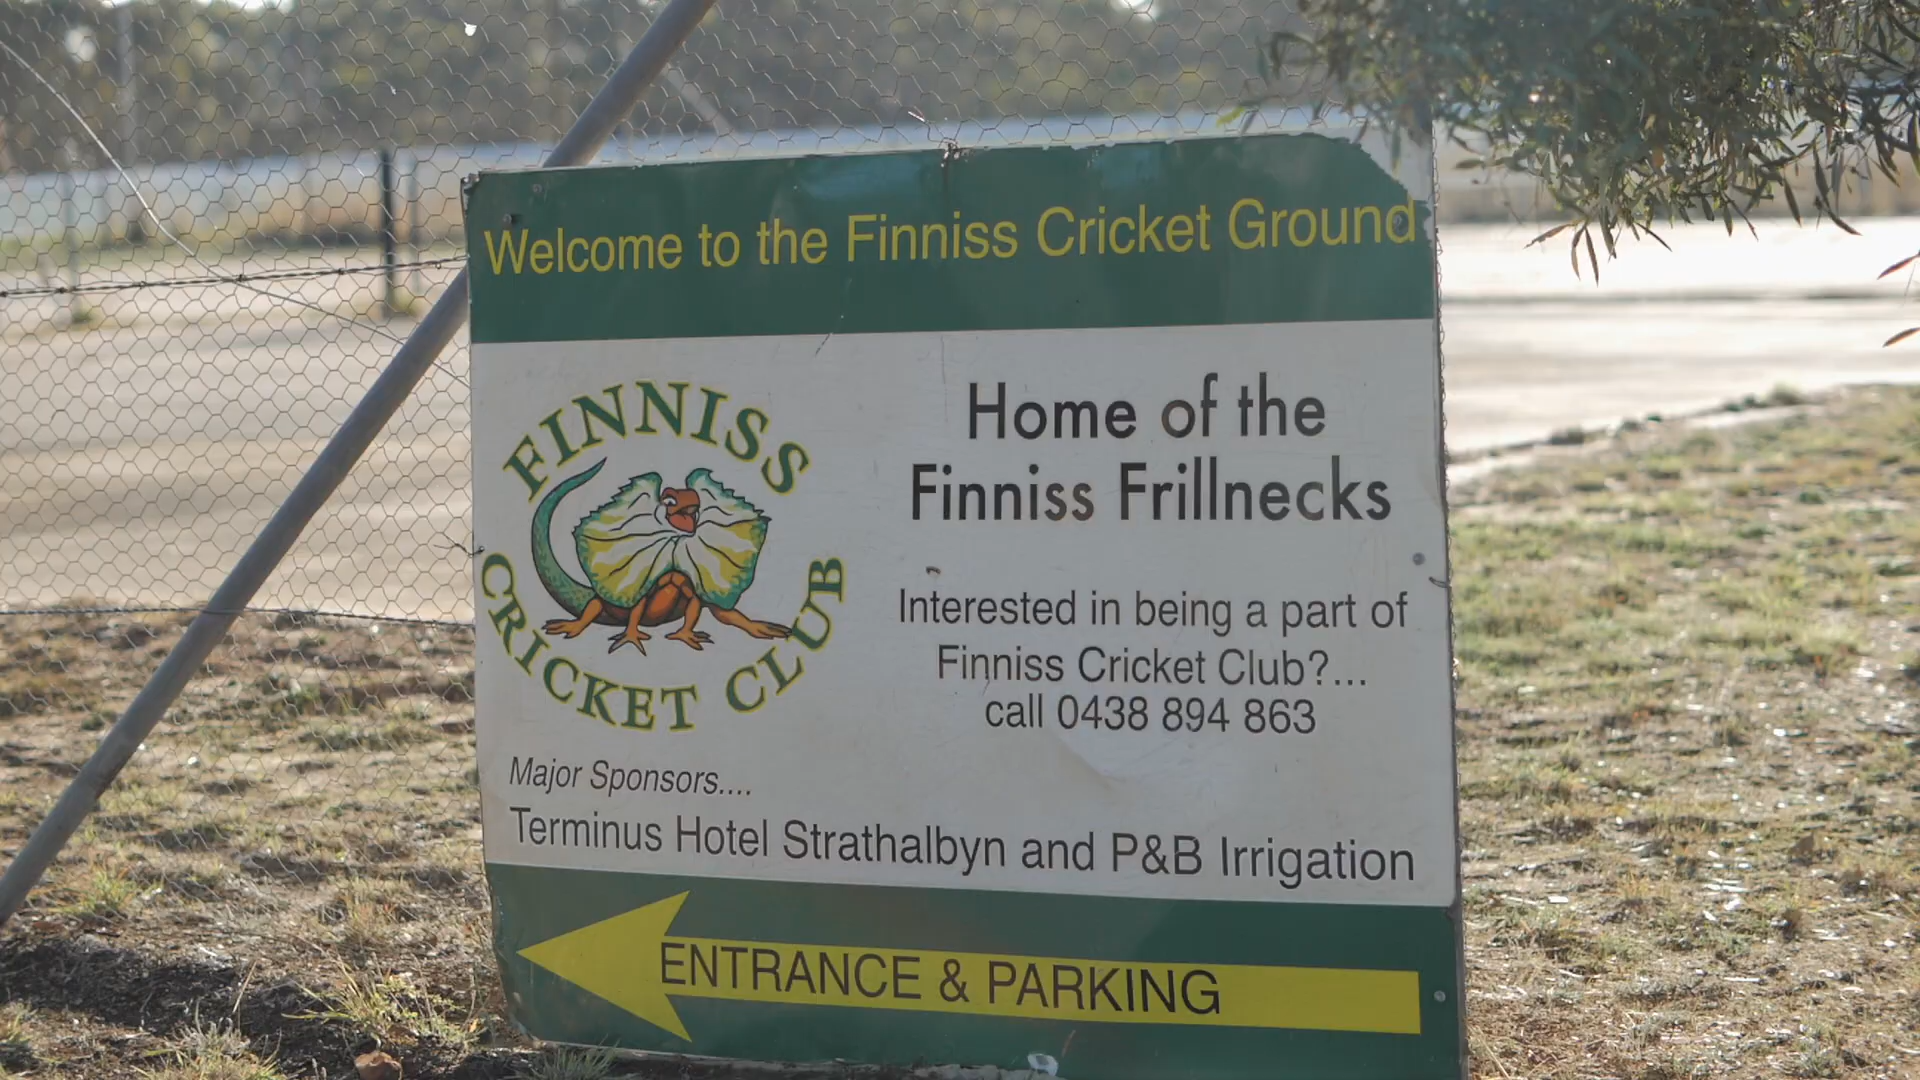 Welcome to the Finniss Cricket Ground
FINNISS
CRICKET CLUB
Home of the
Finniss Frillnecks
Interested in being a part of
Finniss Cricket Club?...
call 0438 894 863
Major Sponsors....
Terminus Hotel Strathalbyn and P&B Irrigation
ENTRANCE & PARKING